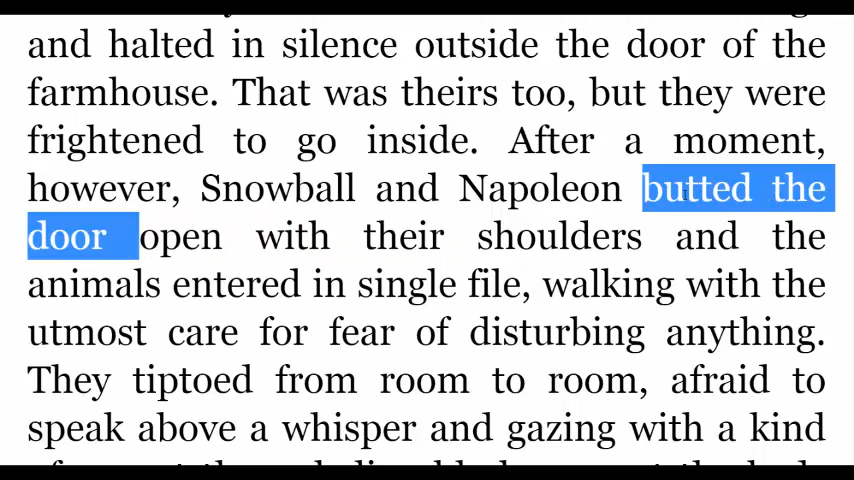 and halted in silence outside the door of the
farmhouse. That was theirs too, but they were
frightened to go inside. After a moment,
however, Snowball and Napoleon butted the
door open with their shoulders and the
animals entered in single file, walking with the
utmost care for fear of disturbing anything.
They tiptoed from room to room, afraid to
speak above a whisper and gazing with a kind